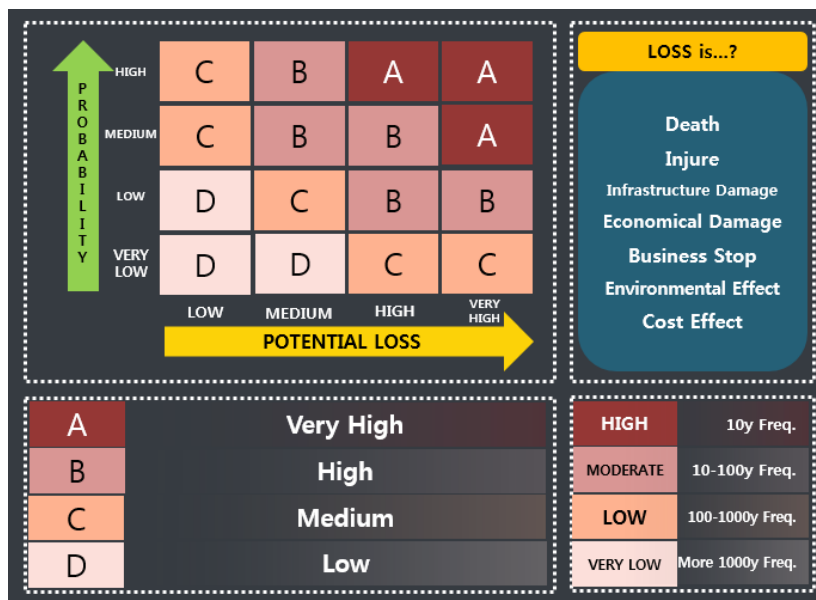 PROBABILITY
HIGH C B A A
MEDIUM C B B A
LOW D C B B
VERY
LOW D D C C
LOW MEDIUM HIGH VERY
HIGH
POTENTIAL LOSS
LOSS is...?
Death
Injure
Infrastructure Damage
Economical Damage
Business Stop
Environmental Effect
Cost Effect
A Very High
B High
C Medium
D Low
HIGH 10y Freq.
MODERATE 10-100y Freq.
LOW 100-1000y Freq.
VERY LOW More 1000y Freq.